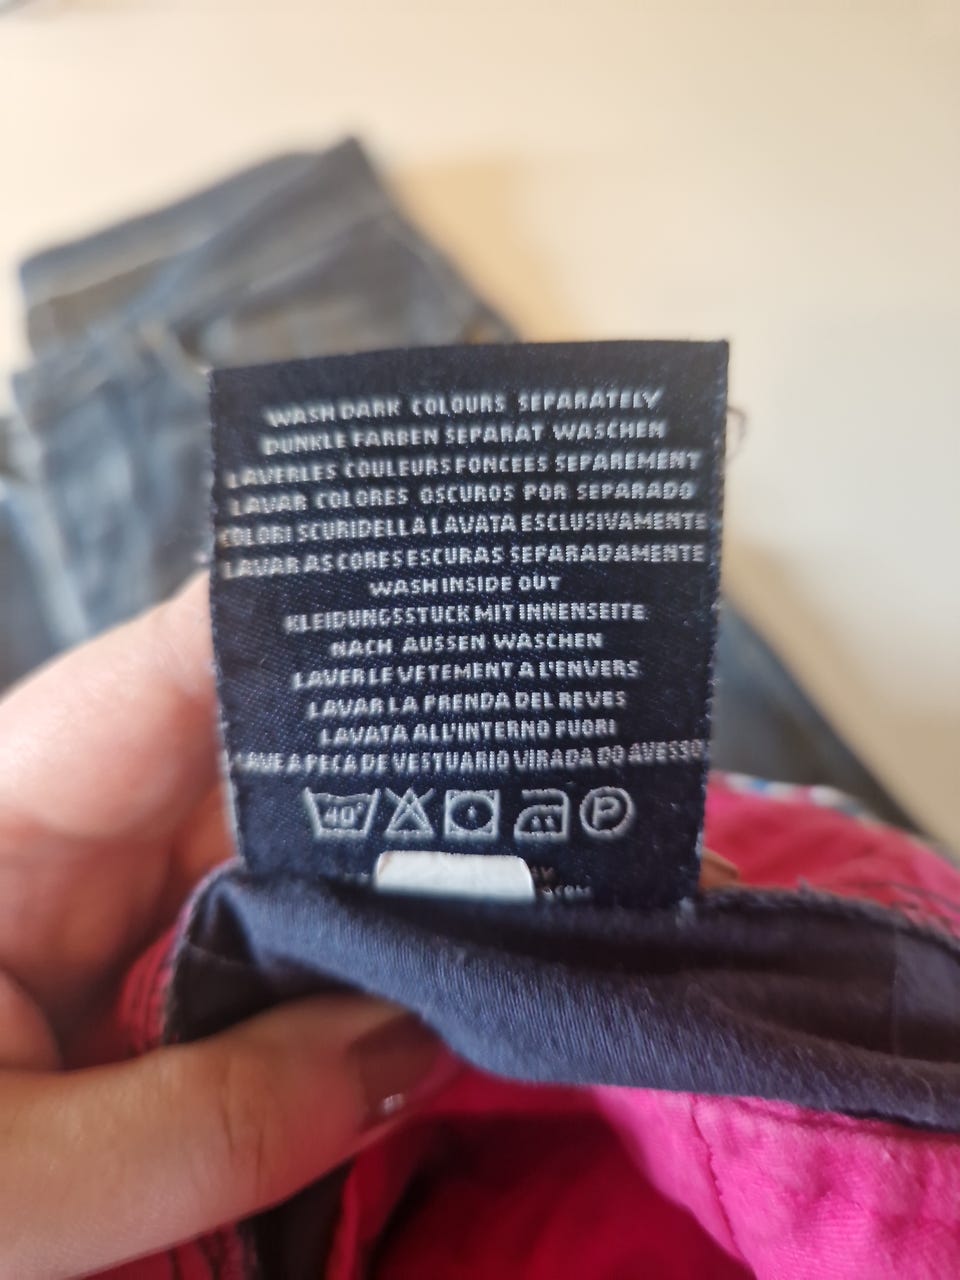 WASH DARK COLOURS SEPARATELY
DUNKLE FARBEN SEPARAT WASCHEN
LAVERLES COULEURS FONCEES SEPAREMENT
LAVAR COLORES OSCUROS POR SEPARADO
COLORI SCURIDELLA LAVATA ESCLUSIVAMENTE
LAVAR AS CORES ESCURAS SEPARADAMENTE
WASH INSIDE OUT
KLEIDUNGSSTUCK MIT INNENSEITE
NACH AUSSEN WASCHEN
LAVER LE VETEMENT A L'ENVERS
LAVAR LA PRENDA DEL REVES
LAVATA ALL'INTERNO FUORI
LAVE A PECA DE VESTUARIO VIRADA DO AVESSO
40° P